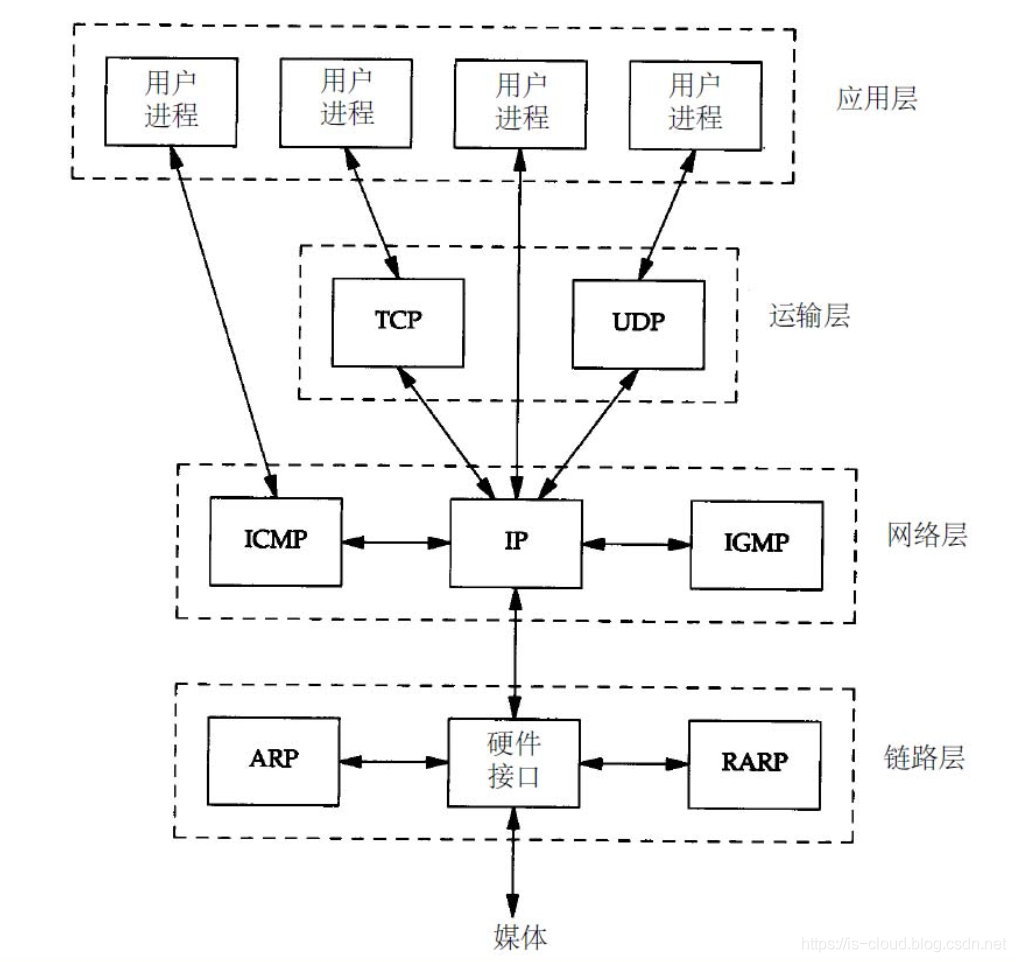 用户
进程
用户
进程
用户
进程
用户
进程
应用层
TCP
UDP
运输层
ICMP
IP
IGMP
网络层
ARP
硬件
接口
RARP
链路层
媒体
https://is-cloud.blog.csdn.net